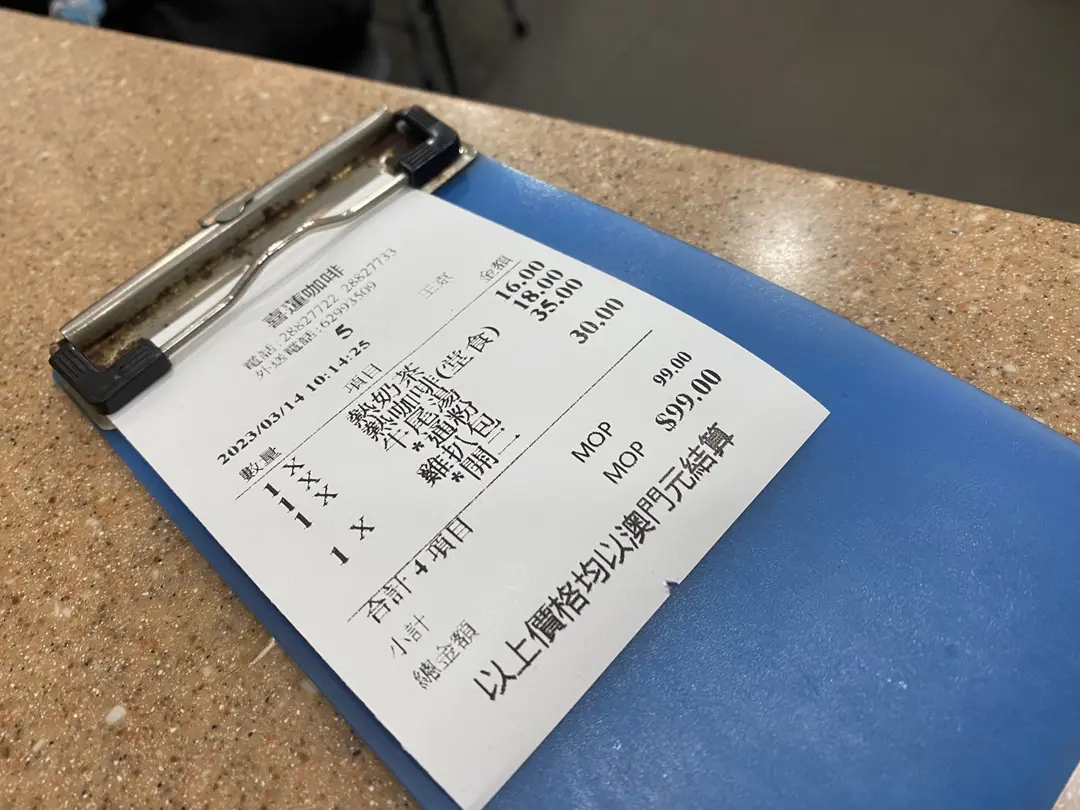 喜蓮咖啡
電話:28827722 28827733
外送電話:62993509
5
2023/03/14 10:14:25
數量 項目 金額
1 X 熱奶茶 16.00
1 X 熱咖啡(堂食) 18.00
1 X 牛尾湯 35.00
*通粉
1 X 雞扒包 30.00
*開二
合計: 4 項目
小計 MOP 99.00
總金額 MOP $99.00
以上價格均以澳門元結算